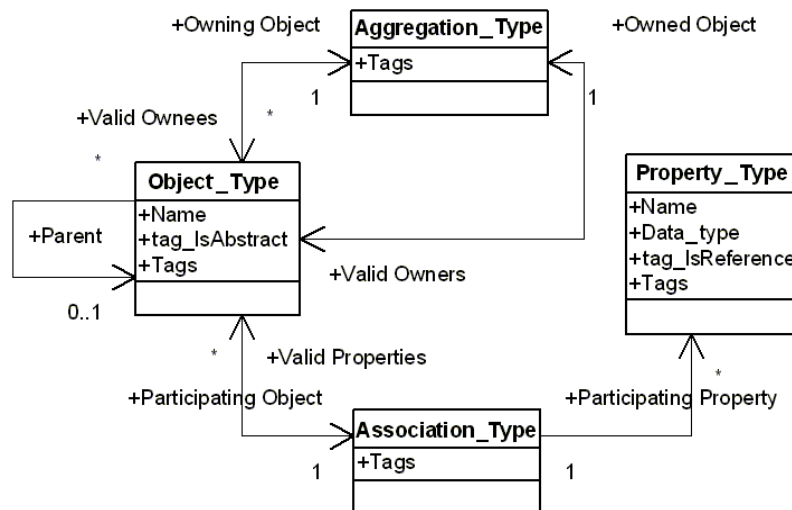 Aggregation_Type
+Owning Object
+Owned Object
+Tags
1
1
+Valid Ownees
*
*
Object_Type
Property_Type
+Name
+tag_IsAbstract
+Tags
+Name
+Data_type
+tag_IsReference
+Tags
+Parent
+Valid Owners
0..1
*
+Valid Properties
*
+Participating Object
+Participating Property
Association_Type
+Tags
1
1